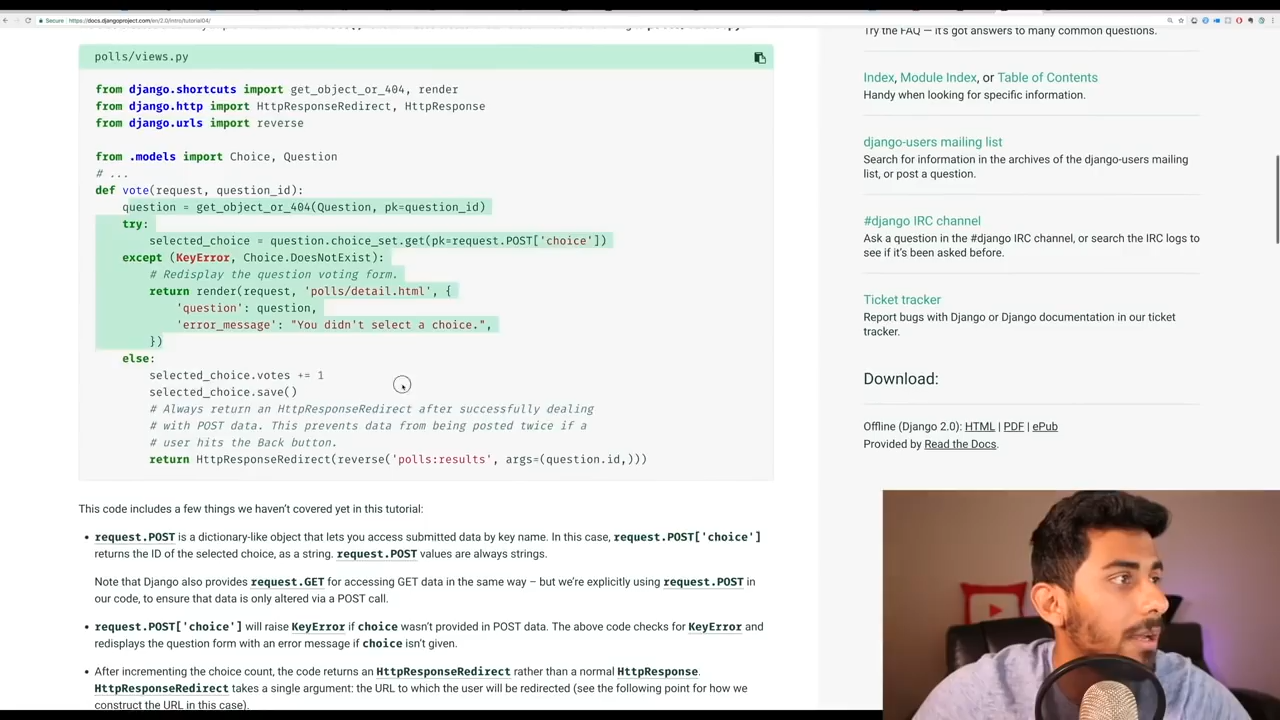 Secure | https://docs.djangoproject.com/en/2.0/intro/tutorial04/
polls/views.py
from django.shortcuts import get_object_or_404, render
from django.http import HttpResponseRedirect, HttpResponse
from django.urls import reverse
from .models import Choice, Question
# ...
def vote(request, question_id):
question = get_object_or_404(Question, pk=question_id)
try:
selected_choice = question.choice_set.get(pk=request.POST['choice'])
except (KeyError, Choice.DoesNotExist):
# Redisplay the question voting form.
return render(request, 'polls/detail.html', {
'question': question,
'error_message': "You didn't select a choice.",
})
else:
selected_choice.votes += 1
selected_choice.save()
# Always return an HttpResponseRedirect after successfully dealing
# with POST data. This prevents data from being posted twice if a
# user hits the Back button.
return HttpResponseRedirect(reverse('polls:results', args=(question.id,)))
This code includes a few things we haven't covered yet in this tutorial:
• request.POST is a dictionary-like object that lets you access submitted data by key name. In this case, request.POST['choice']
returns the ID of the selected choice, as a string. request.POST values are always strings.
Note that Django also provides request.GET for accessing GET data in the same way – but we're explicitly using request.POST in
our code, to ensure that data is only altered via a POST call.
• request.POST['choice'] will raise KeyError if choice wasn't provided in POST data. The above code checks for KeyError and
redisplays the question form with an error message if choice isn't given.
• After incrementing the choice count, the code returns an HttpResponseRedirect rather than a normal HttpResponse.
HttpResponseRedirect takes a single argument: the URL to which the user will be redirected (see the following point for how we
construct the URL in this case).
Try the FAQ — it's got answers to many common questions.
Index, Module Index, or Table of Contents
Handy when looking for specific information.
django-users mailing list
Search for information in the archives of the django-users mailing
list, or post a question.
#django IRC channel
Ask a question in the #django IRC channel, or search the IRC logs to
see if it's been asked before.
Ticket tracker
Report bugs with Django or Django documentation in our ticket
tracker.
Download:
Offline (Django 2.0): HTML | PDF | ePub
Provided by Read the Docs.